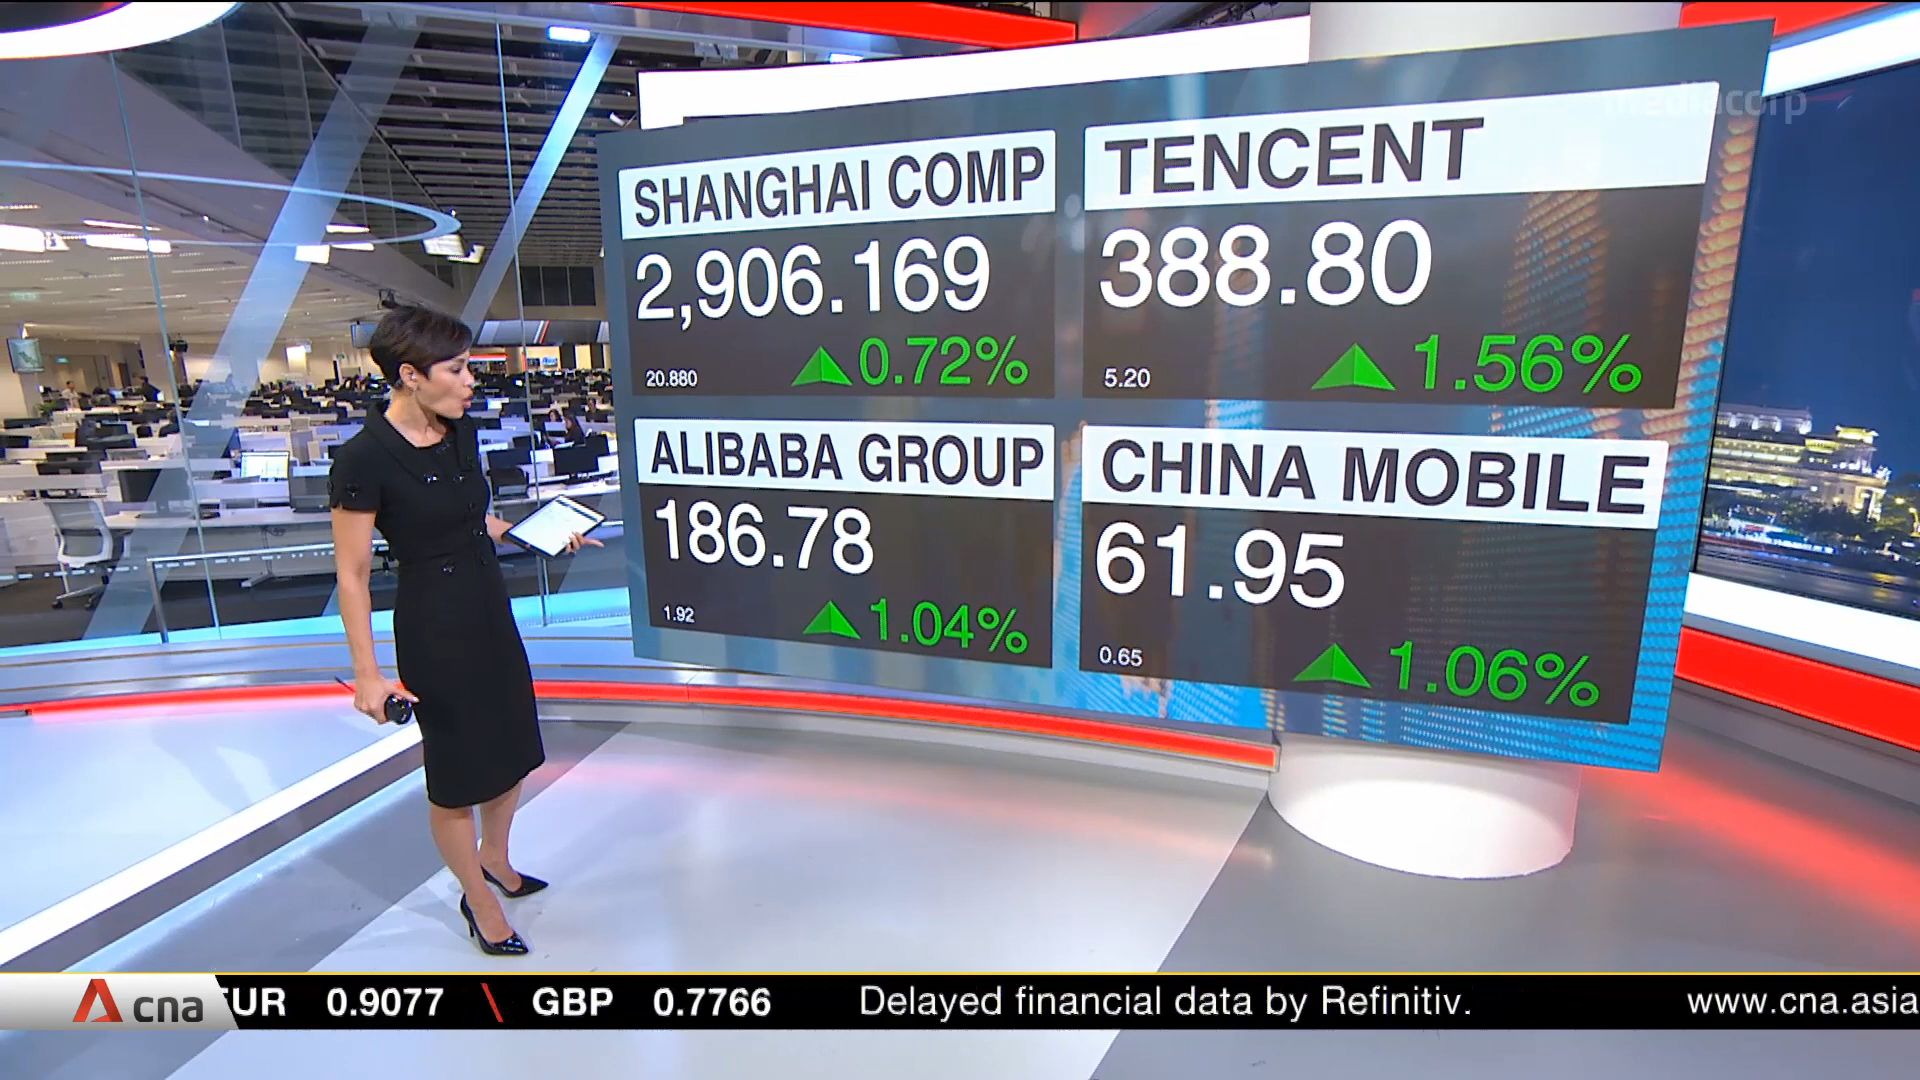 mediacorp
SHANGHAI COMP
2,906.169
20.880 0.72%
TENCENT
388.80
5.20 1.56%
ALIBABA GROUP
186.78
1.92 1.04%
CHINA MOBILE
61.95
0.65 1.06%
cna UR 0.9077 \ GBP 0.7766 Delayed financial data by Refinitiv. www.cna.asia